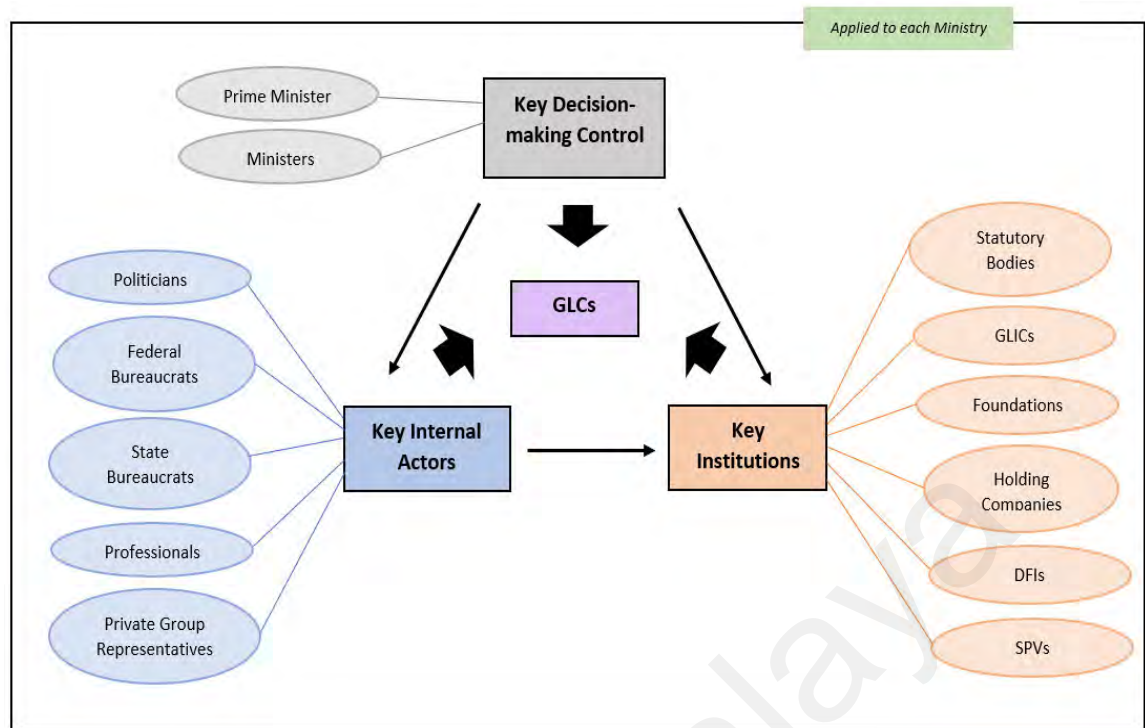 Applied to each Ministry
Prime Minister
Ministers
Key Decision-
making Control
GLCs
Politicians
Federal
Bureaucrats
State
Bureaucrats
Professionals
Private Group
Representatives
Key Internal
Actors
Key
Institutions
Statutory
Bodies
GLICs
Foundations
Holding
Companies
DFIs
SPVs
alaya